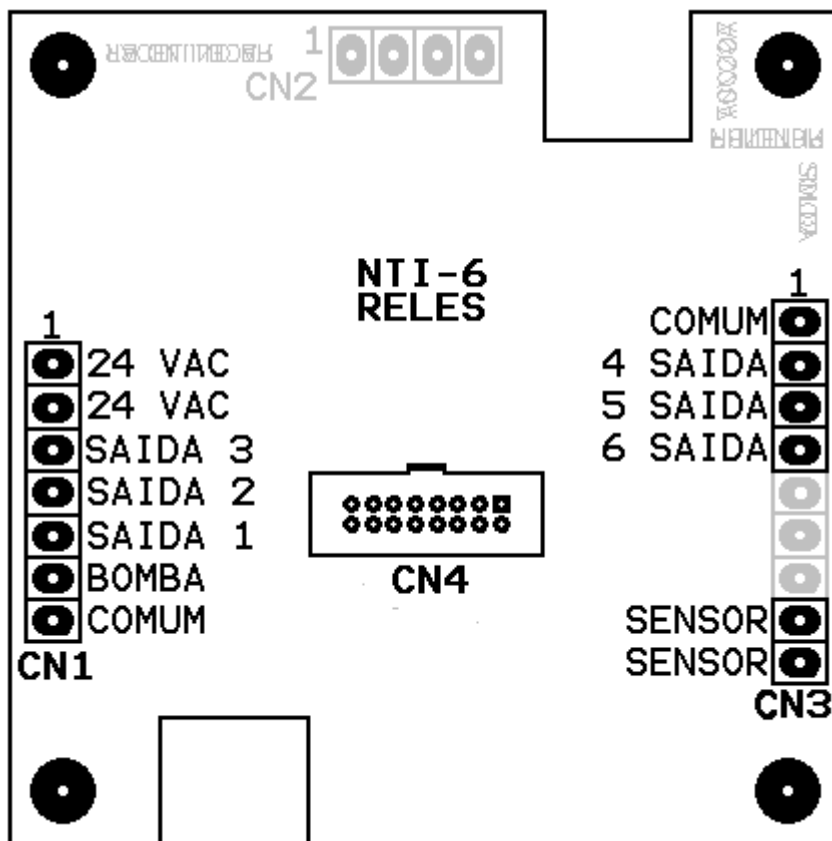 1
CN2
NTI-6
RELES
1
24 VAC
24 VAC
SAIDA 3
SAIDA 2
SAIDA 1
BOMBA
COMUM
CN1
CN4
1
COMUM
4 SAIDA
5 SAIDA
6 SAIDA
SENSOR
SENSOR
CN3